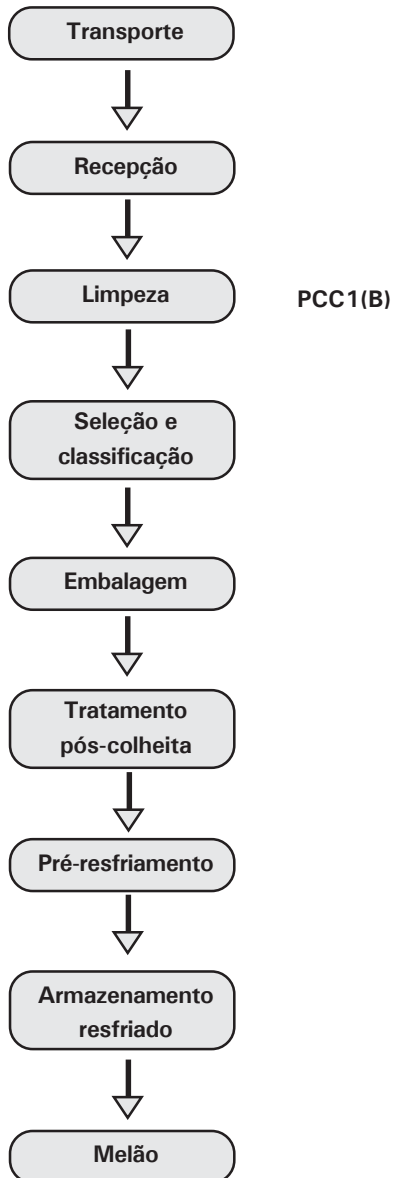 Transporte
Recepção
Limpeza
PCC1(B)
Seleção e
classificação
Embalagem
Tratamento
pós-colheita
Pré-resfriamento
Armazenamento
resfriado
Melão